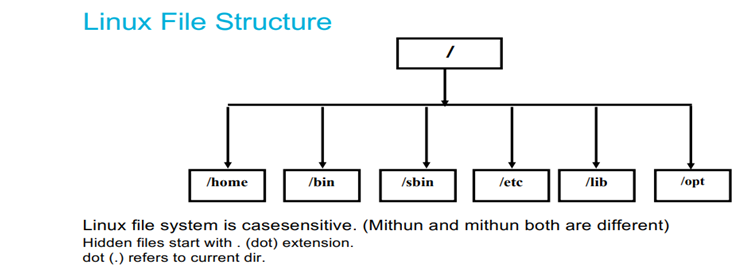 Linux File Structure
/
/home /bin /sbin /etc /lib /opt
Linux file system is casesensitive. (Mithun and mithun both are different)
Hidden files start with . (dot) extension.
dot (.) refers to current dir.